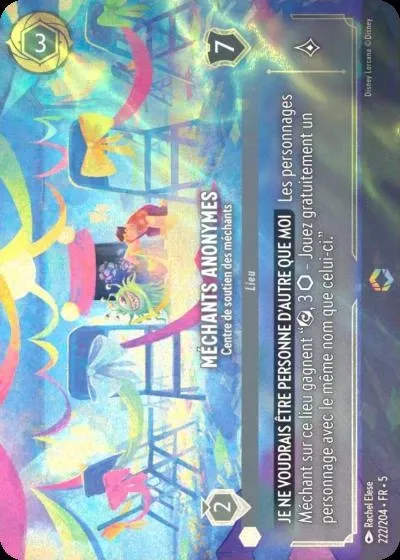 3
7
2
MÉCHANTS ANONYMES
Centre de soutien des méchants
Lieu
JE NE VOUDRAIS ÊTRE PERSONNE D'AUTRE QUE MOI Les personnages
Méchant sur ce lieu gagnent “, 3 - Jouez gratuitement un
personnage avec le même nom que celui-ci.”
Rachel Elese
222/204 • FR • 5
Disney Lorcana ©Disney